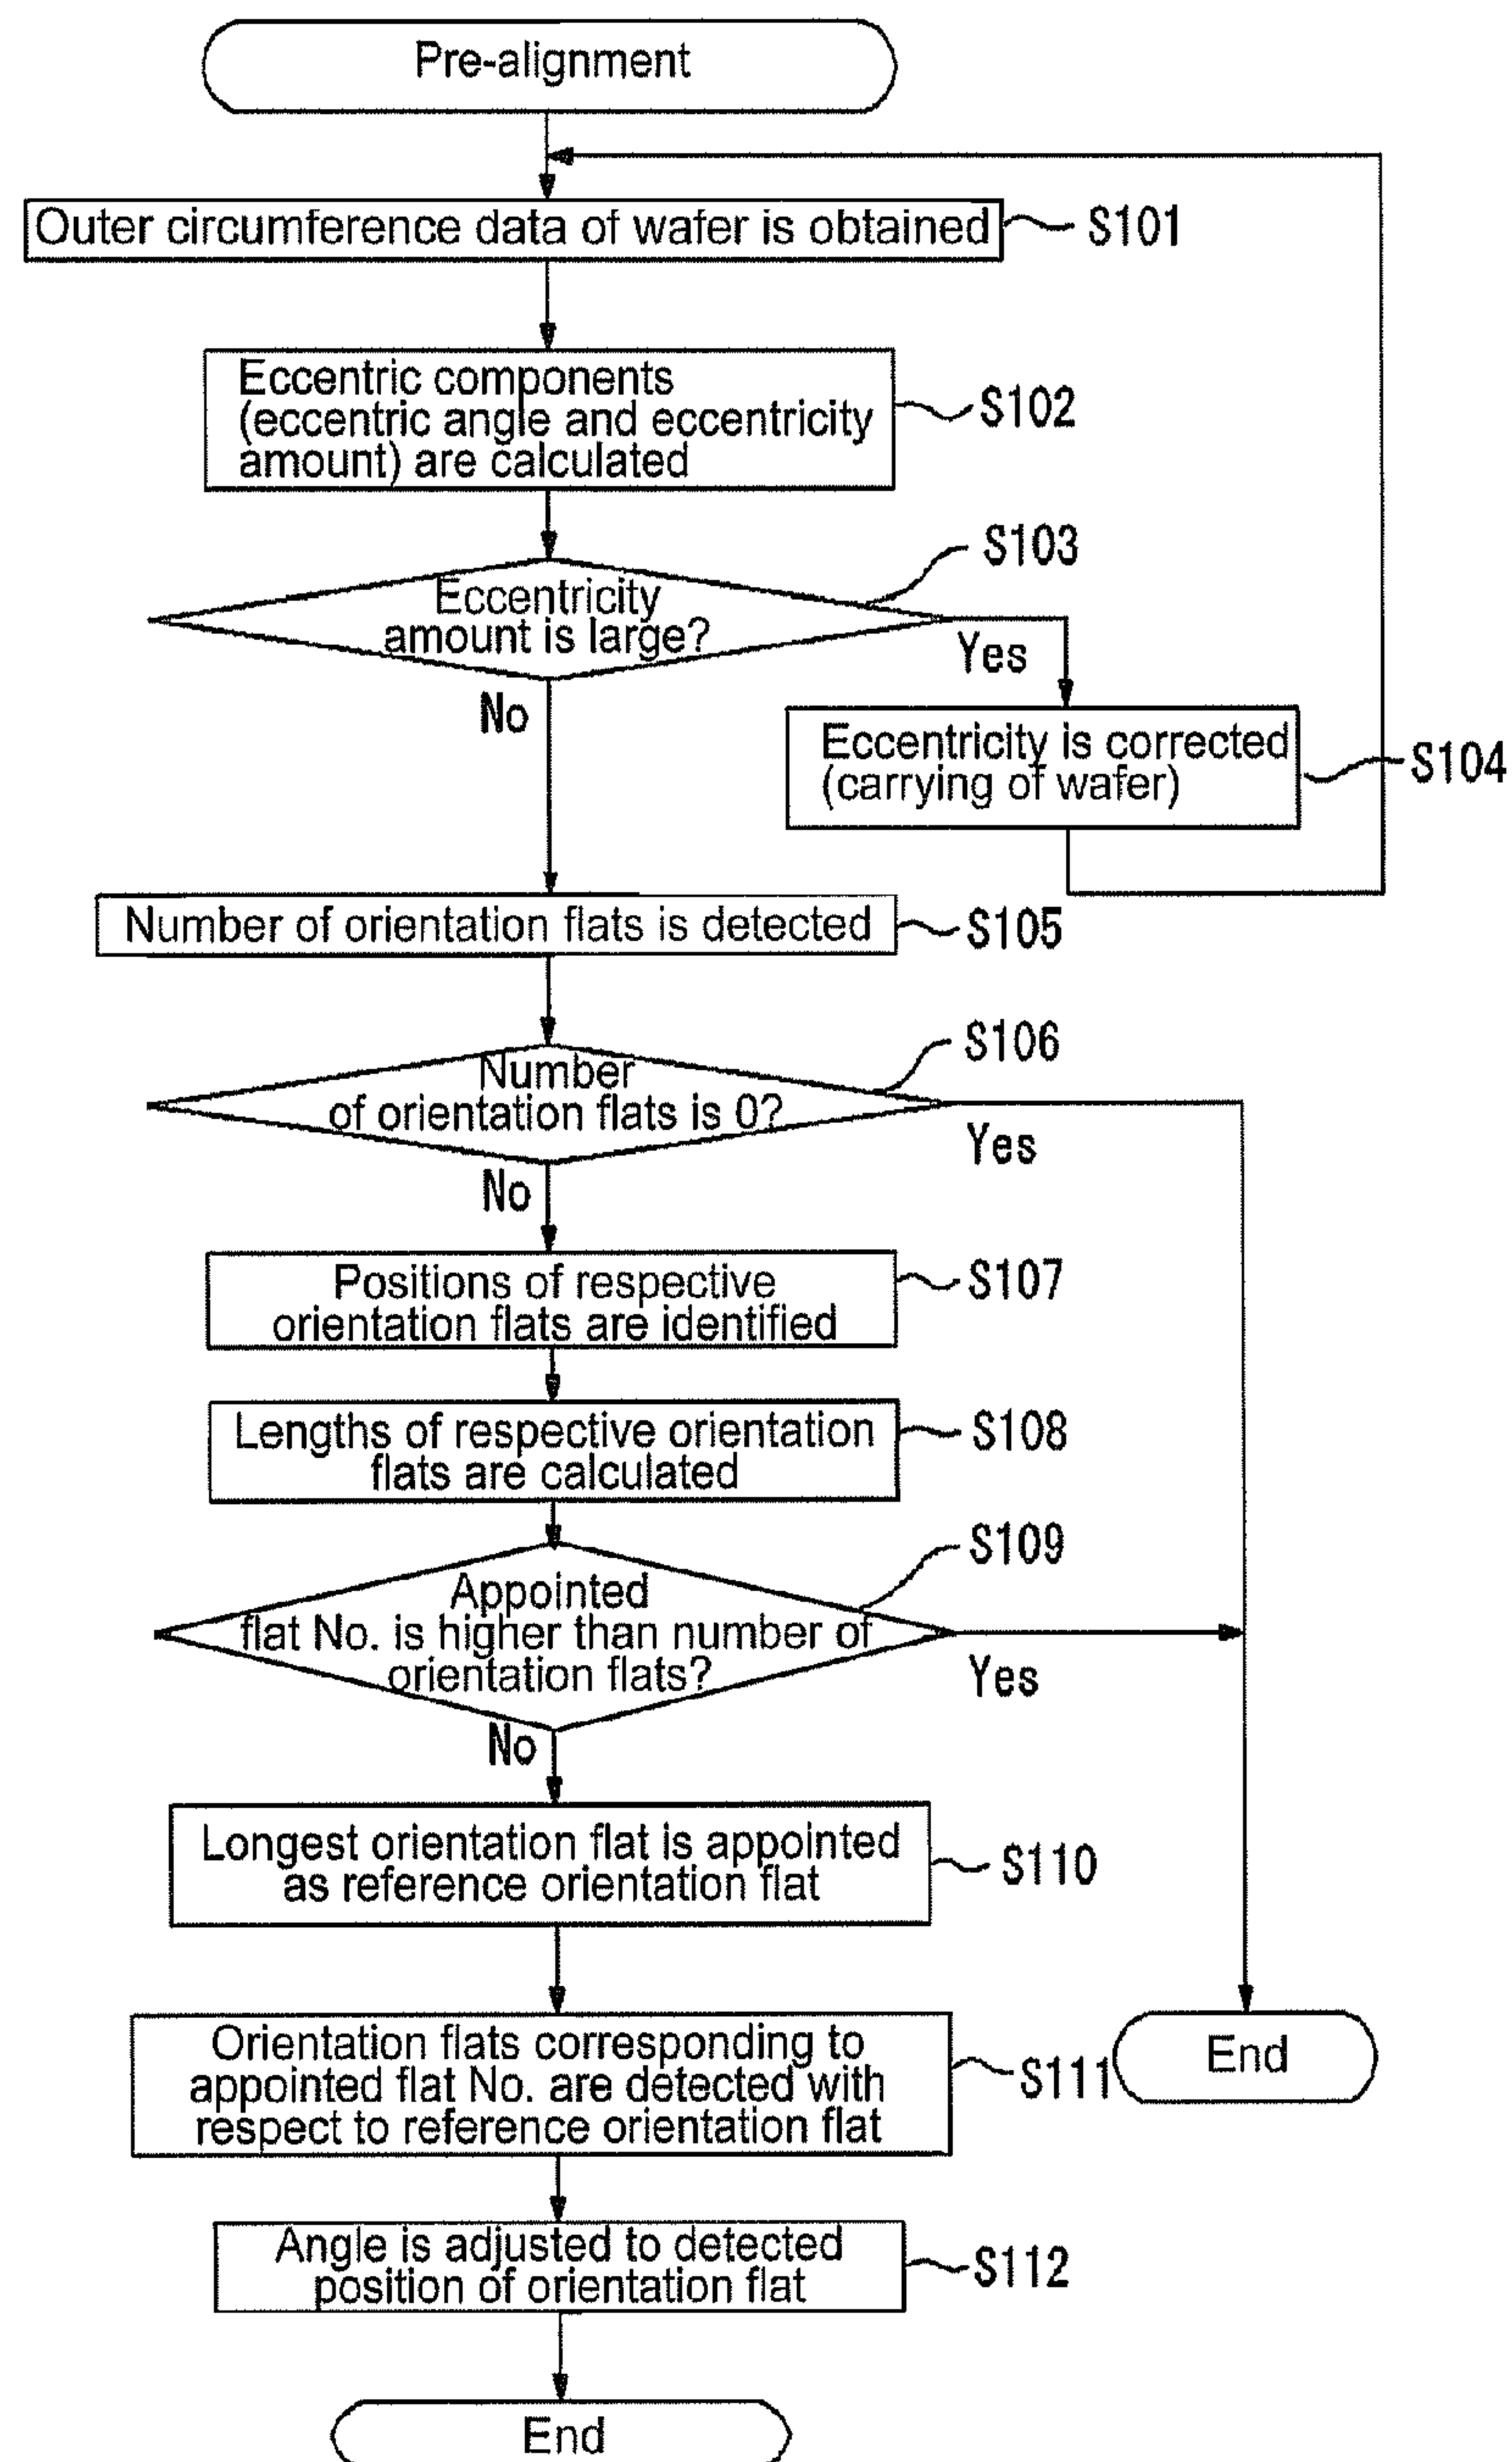 Pre-alignment
Outer circumference data of wafer is obtained
S101
Eccentric components
(eccentric angle and eccentricity
amount) are calculated
S102
S103
Eccentricity
amount is large?
Yes
No
Eccentricity is corrected
(carrying of wafer)
S104
Number of orientation flats is detected
S105
S106
Number
of orientation flats is 0?
Yes
No
Positions of respective
orientation flats are identified
S107
Lengths of respective orientation
flats are calculated
S108
S109
Appointed
flat No. is higher than number of
orientation flats?
Yes
No
Longest orientation flat is appointed
as reference orientation flat
S110
Orientation flats corresponding to
appointed flat No. are detected with
respect to reference orientation flat
S111
End
Angle is adjusted to detected
position of orientation flat
S112
End